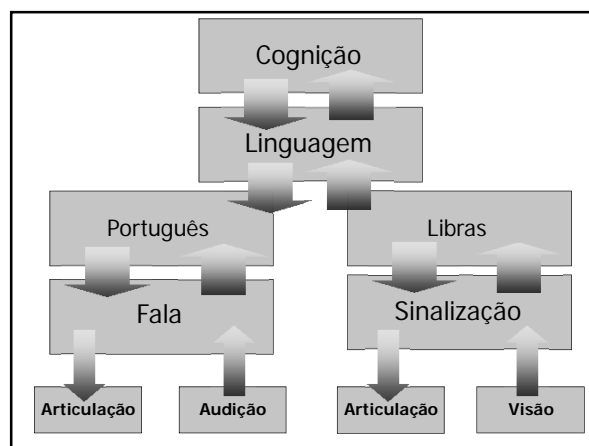 Cognição
Linguagem
Português
Libras
Fala
Sinalização
Articulação
Audição
Articulação
Visão